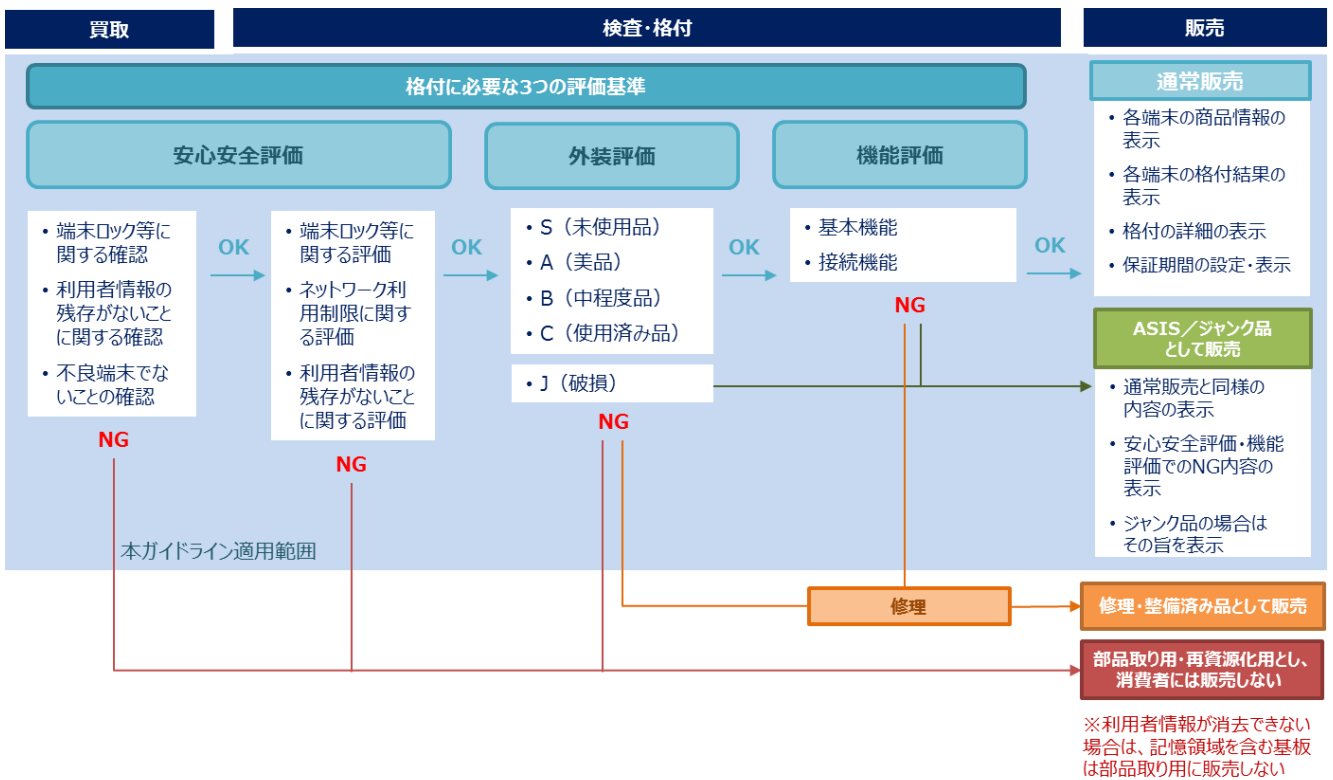 買取
検査・格付
販売
格付に必要な3つの評価基準
安心安全評価
外装評価
機能評価
・端末ロック等に
関する確認
・利用者情報の
残存がないこと
に関する確認
・不良端末でな
いことの確認
NG
OK
・端末ロック等に
関する評価
・ネットワーク利
用制限に関す
る評価
・利用者情報の
残存がないこと
に関する評価
NG
OK
・S（未使用品）
・A（美品）
・B（中程度品）
・C（使用済み品）
・J（破損）
NG
OK
・基本機能
・接続機能
NG
OK
通常販売
・各端末の商品情報の
表示
・各端末の格付結果の
表示
・格付の詳細の表示
・保証期間の設定・表示
ASIS／ジャンク品
として販売
・通常販売と同様の
内容の表示
・安心安全評価・機能
評価でのNG内容の
表示
・ジャンク品の場合は
その旨を表示
本ガイドライン適用範囲
修理
修理・整備済み品として販売
部品取り用・再資源化用とし、
消費者には販売しない
※利用者情報が消去できない
場合は、記憶領域を含む基板
は部品取り用に販売しない